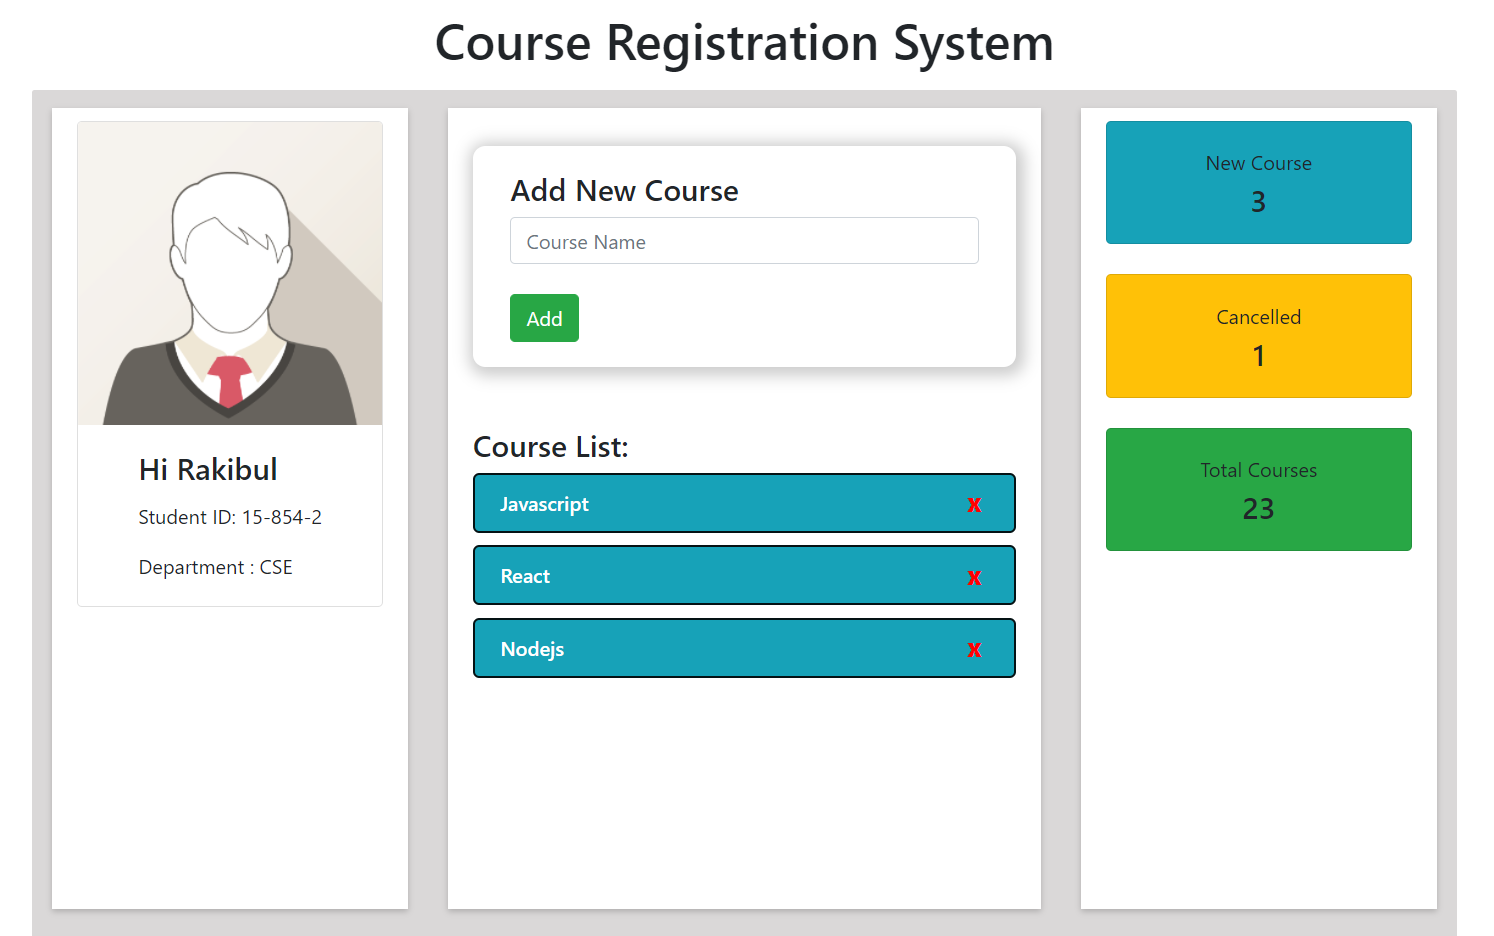 Course Registration System
Hi Rakibul
Student ID: 15-854-2
Department : CSE
Add New Course
Course Name
Add
Course List:
Javascript X
React X
Nodejs X
New Course
3
Cancelled
1
Total Courses
23